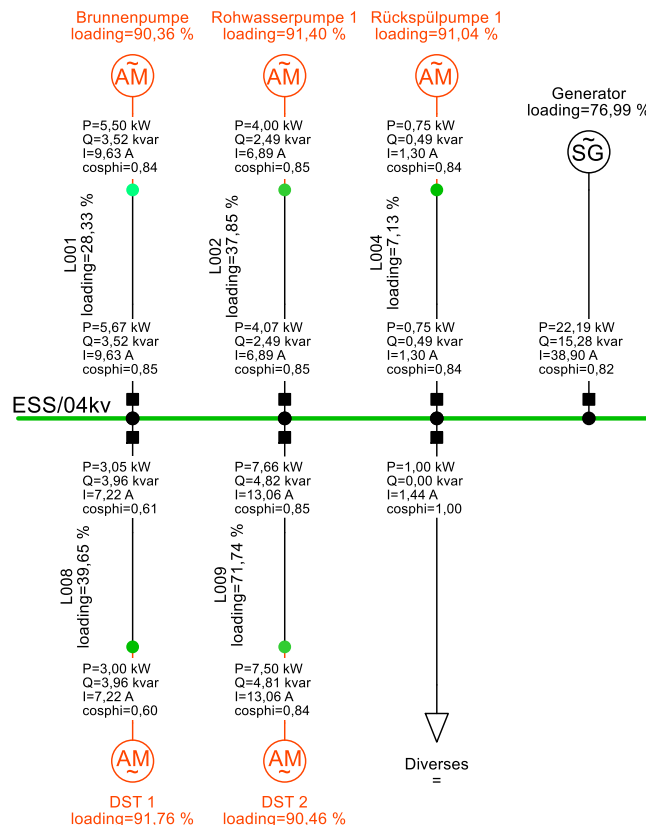 Brunnenpumpe
loading=90,36 %
Rohwasserpumpe 1
loading=91,40 %
Rückspülpumpe 1
loading=91,04 %
AM
~
AM
~
AM
~
Generator
loading=76,99 %
SG
~
P=5,50 kW
Q=3,52 kvar
I=9,63 A
cosphi=0,84
P=4,00 kW
Q=2,49 kvar
I=6,89 A
cosphi=0,85
P=0,75 kW
Q=0,49 kvar
I=1,30 A
cosphi=0,84
L001
loading=28,33 %
L002
loading=37,85 %
L004
loading=7,13 %
P=5,67 kW
Q=3,52 kvar
I=9,63 A
cosphi=0,85
P=4,07 kW
Q=2,49 kvar
I=6,89 A
cosphi=0,85
P=0,75 kW
Q=0,49 kvar
I=1,30 A
cosphi=0,84
P=22,19 kW
Q=15,28 kvar
I=38,90 A
cosphi=0,82
ESS/04kv
P=3,05 kW
Q=3,96 kvar
I=7,22 A
cosphi=0,61
P=7,66 kW
Q=4,82 kvar
I=13,06 A
cosphi=0,85
P=1,00 kW
Q=0,00 kvar
I=1,44 A
cosphi=1,00
L008
loading=39,65 %
L009
loading=71,74 %
P=3,00 kW
Q=3,96 kvar
I=7,22 A
cosphi=0,60
P=7,50 kW
Q=4,81 kvar
I=13,06 A
cosphi=0,84
AM
~
AM
~
Diverses
=
DST 1
loading=91,76 %
DST 2
loading=90,46 %